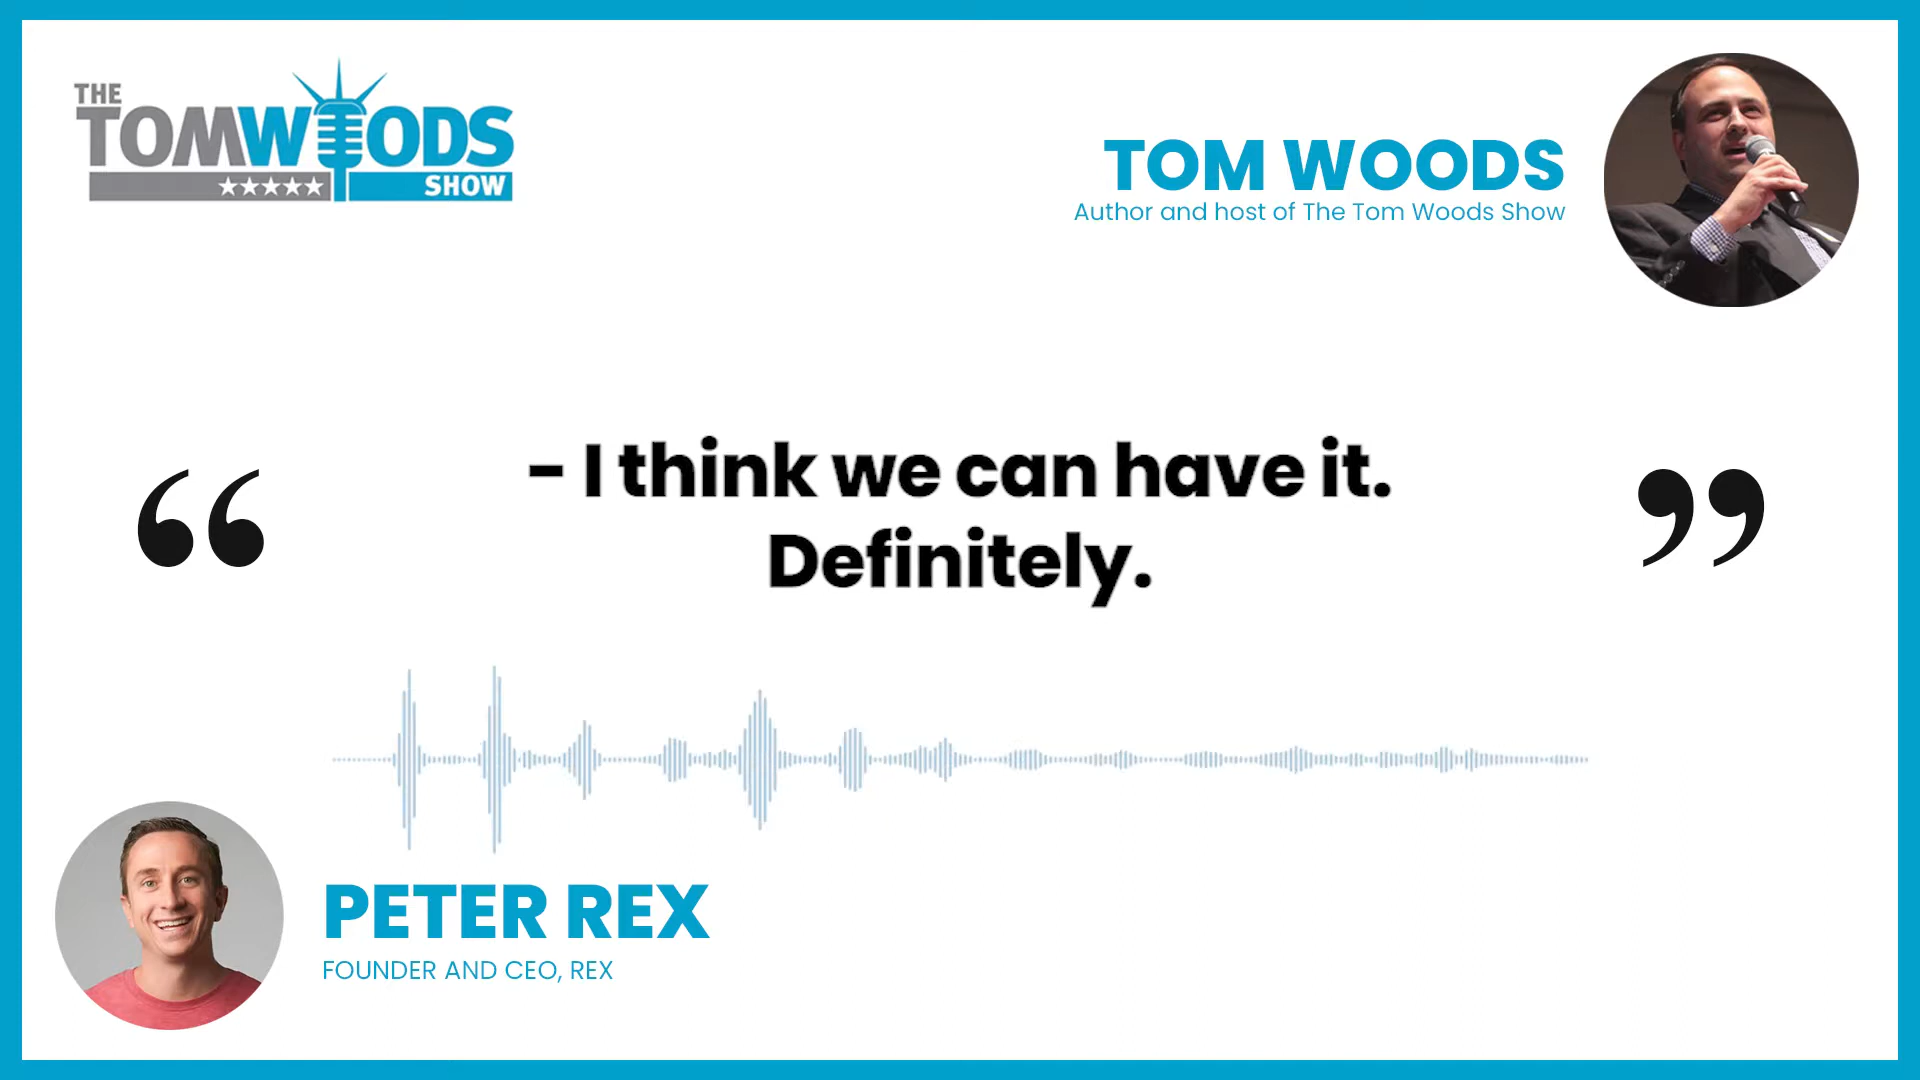 THE
TOMWOODS
SHOW
TOM WOODS
Author and host of The Tom Woods Show
“ – I think we can have it. ”
Definitely.
PETER REX
FOUNDER AND CEO, REX